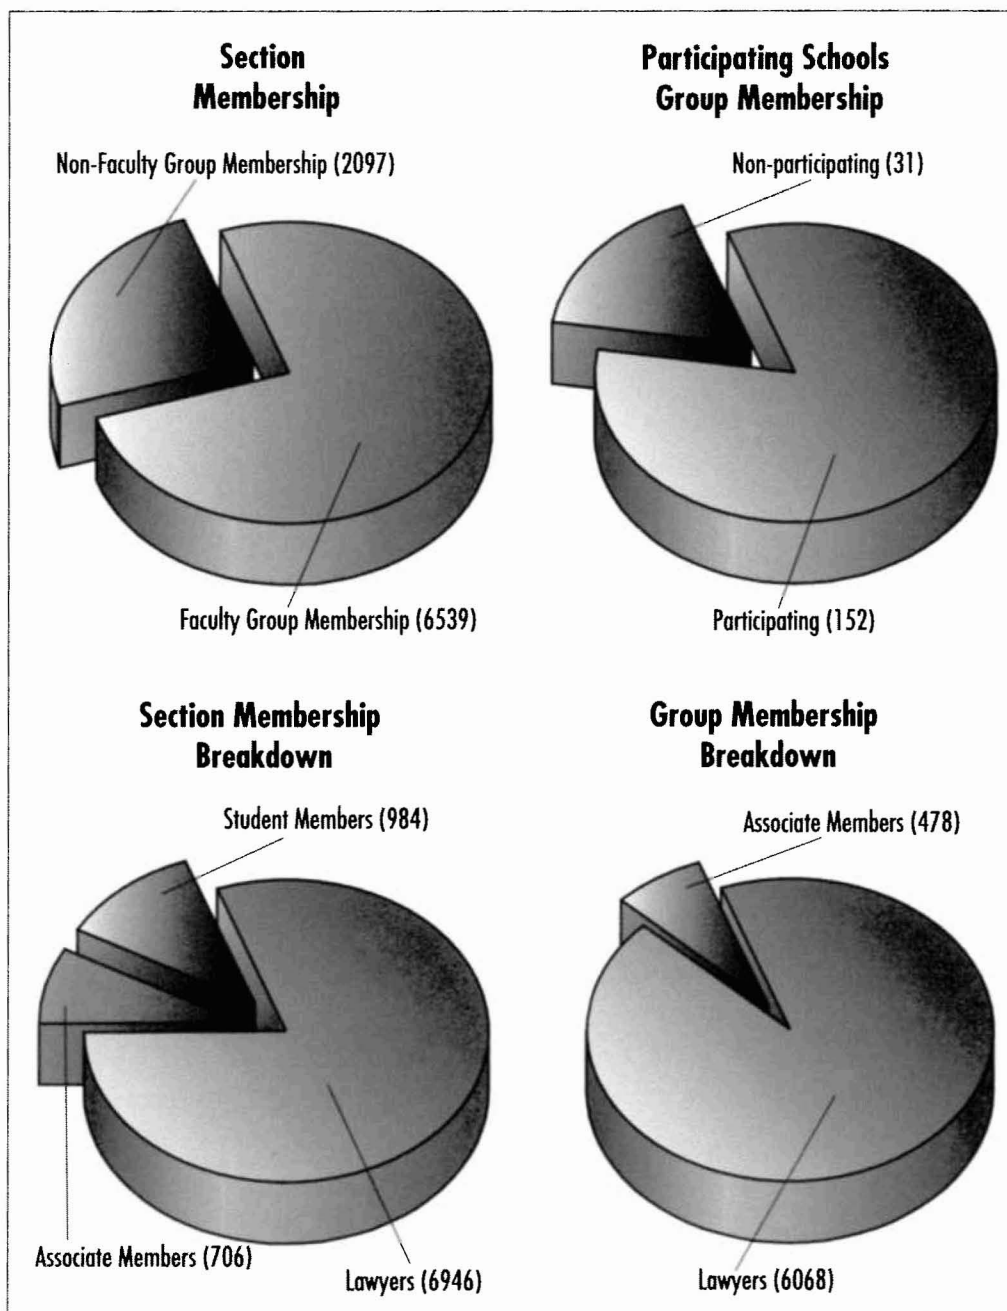 Section
Membership
Non-Faculty Group Membership (2097)
Faculty Group Membership (6539)
Participating Schools
Group Membership
Non-participating (31)
Participating (152)
Section Membership
Breakdown
Student Members (984)
Associate Members (706)
Lawyers (6946)
Group Membership
Breakdown
Associate Members (478)
Lawyers (6068)